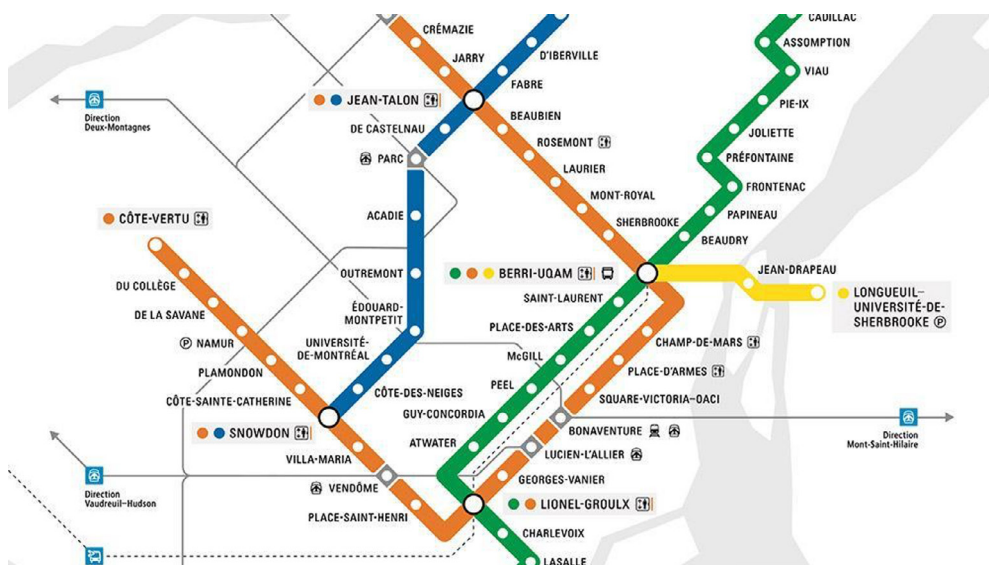 CADILLAC
CRÉMAZIE
ASSOMPTION
D'IBERVILLE
JARRY
VIAU
FABRE
JEAN-TALON
PIE-IX
Direction
Deux-Montagnes
BEAUBIEN
DE CASTELNAU
JOLIETTE
ROSEMONT
PARC
PRÉFONTAINE
LAURIER
FRONTENAC
MONT-ROYAL
ACADIE
PAPINEAU
CÔTE-VERTU
SHERBROOKE
BEAUDRY
OUTREMONT
BERRI-UQAM
JEAN-DRAPEAU
DU COLLÈGE
LONGUEUIL–
UNIVERSITÉ-DE-
SHERBROOKE P
SAINT-LAURENT
DE LA SAVANE
ÉDOUARD-
MONTPETIT
PLACE-DES-ARTS
P NAMUR
UNIVERSITÉ-
DE-MONTRÉAL
CHAMP-DE-MARS
McGILL
PLAMONDON
PLACE-D'ARMES
PEEL
CÔTE-SAINTE-CATHERINE
CÔTE-DES-NEIGES
SQUARE-VICTORIA–OACI
GUY-CONCORDIA
SNOWDON
BONAVENTURE
Direction
Mont-Saint-Hilaire
ATWATER
VILLA-MARIA
LUCIEN-L'ALLIER
GEORGES-VANIER
VENDÔME
Direction
Vaudreuil-Hudson
LIONEL-GROULX
PLACE-SAINT-HENRI
CHARLEVOIX
LASALLE